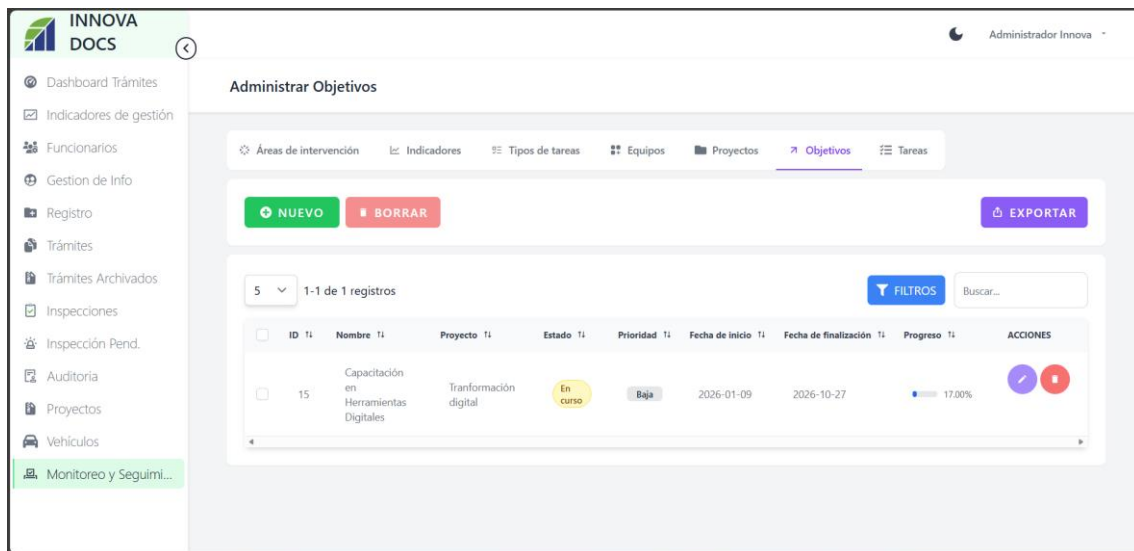 INNOVA
DOCS
Administrador Innova
Dashboard Trámites
Indicadores de gestión
Funcionarios
Gestion de Info
Registro
Trámites
Trámites Archivados
Inspecciones
Inspección Pend.
Auditoria
Proyectos
Vehículos
Monitoreo y Seguimi...
Administrar Objetivos
Áreas de intervención Indicadores Tipos de tareas Equipos Proyectos Objetivos Tareas
NUEVO BORRAR EXPORTAR
5 1-1 de 1 registros FILTROS Buscar...
ID Nombre Proyecto Estado Prioridad Fecha de inicio Fecha de finalización Progreso ACCIONES
15 Capacitación en Herramientas Digitales Tranformación digital En curso Baja 2026-01-09 2026-10-27 17.00%